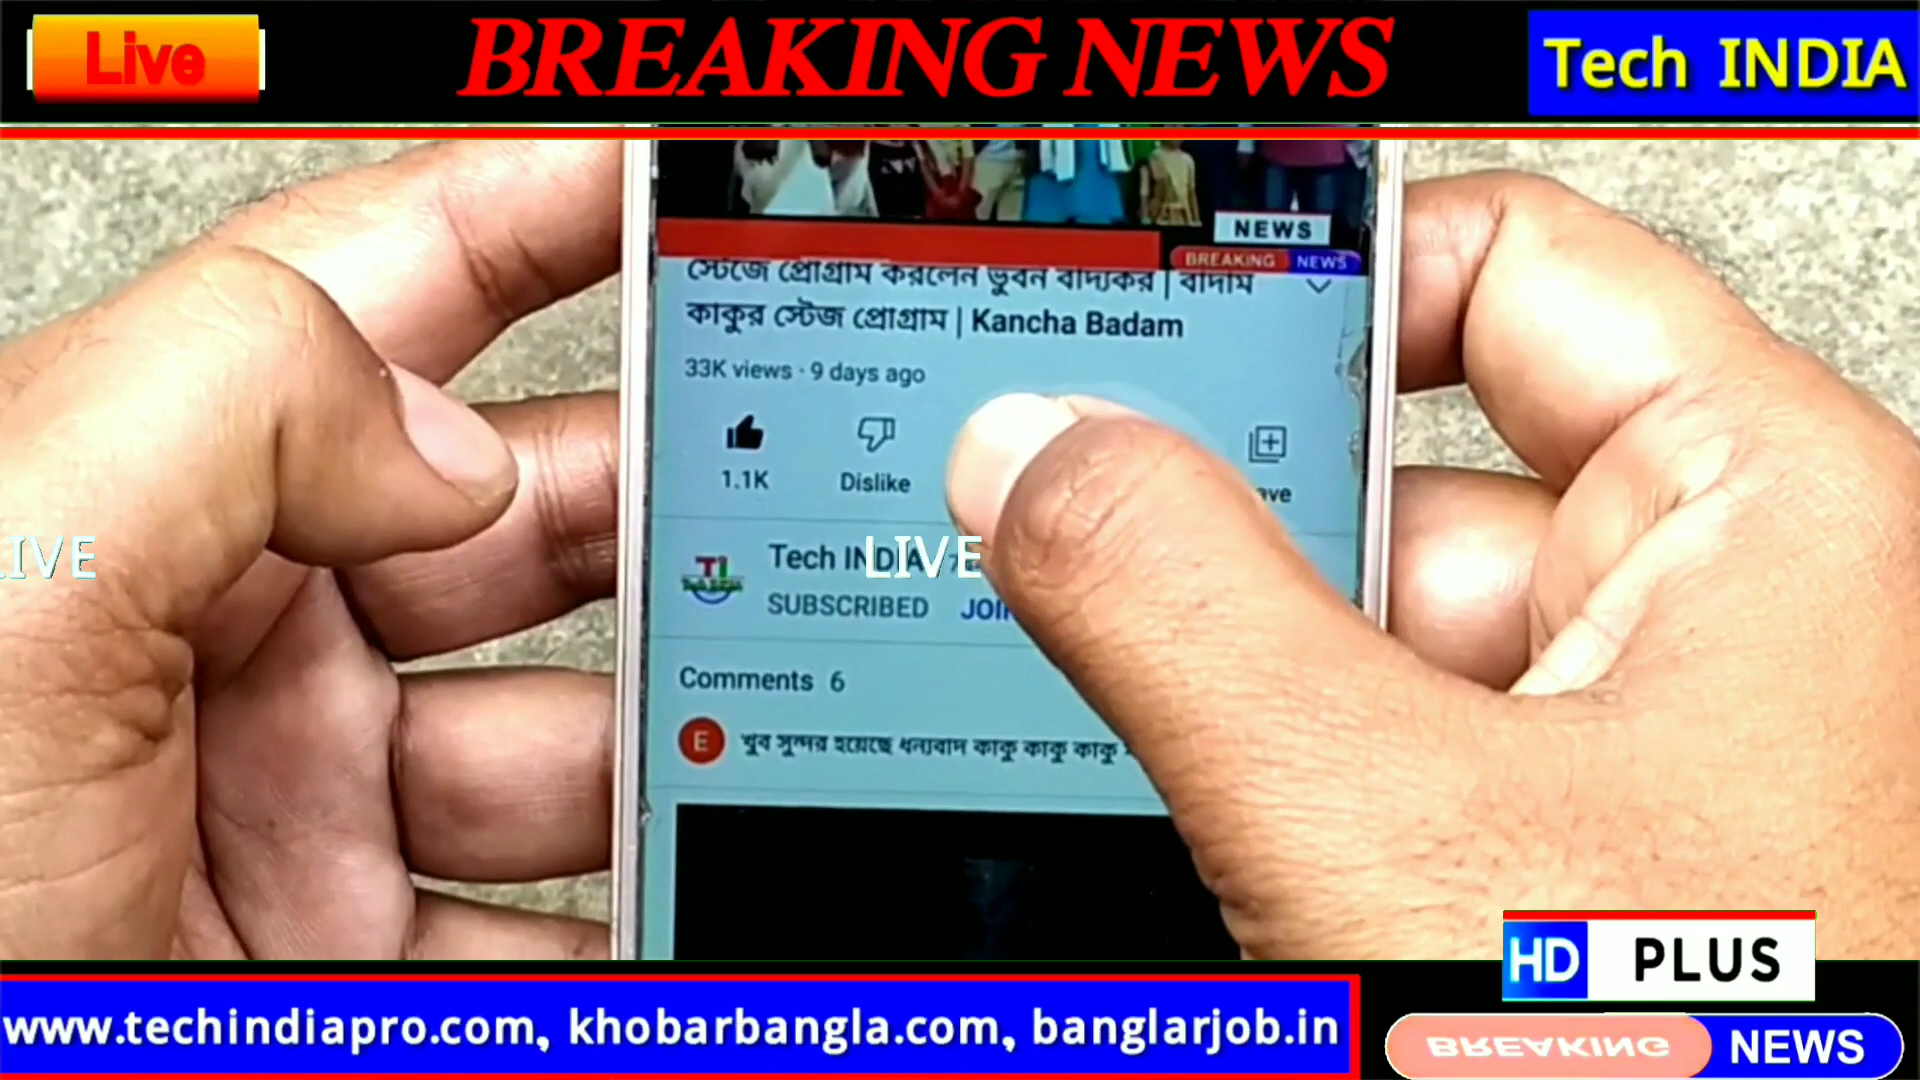 Live
BREAKING NEWS
Tech INDIA
NEWS
BREAKING NEWS
স্টেজে প্রোগ্রাম করলেন ভুবন বাদ্যকর | বাদাম
কাকুর স্টেজ প্রোগ্রাম | Kancha Badam
33K views · 9 days ago
1.1K
Dislike
LIVE
LIVE
Tech INDIA
SUBSCRIBED
Comments 6
E
খুব সুন্দর হয়েছে ধন্যবাদ কাকু কাকু কাকু
HD PLUS
www.techindiapro.com, khobarbangla.com, banglarjob.in
BREAKING NEWS